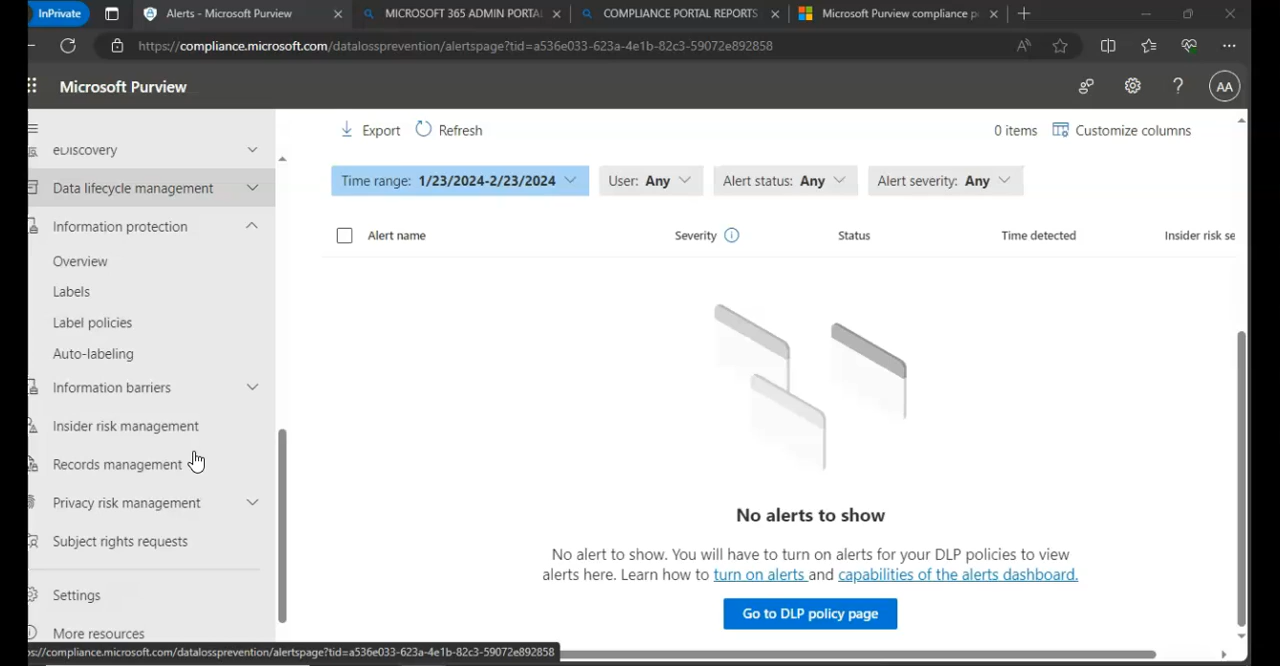 InPrivate
Alerts - Microsoft Purview
MICROSOFT 365 ADMIN PORTA
COMPLIANCE PORTAL REPORTS
Microsoft Purview compliance p
https://compliance.microsoft.com/datalossprevention/alertspage?tid=a536e033-623a-4e1b-82c3-59072e892858
Microsoft Purview
AA
eDiscovery
Data lifecycle management
Information protection
Overview
Labels
Label policies
Auto-labeling
Information barriers
Insider risk management
Records management
Privacy risk management
Subject rights requests
Settings
More resources
Export
Refresh
0 items
Customize columns
Time range: 1/23/2024-2/23/2024
User: Any
Alert status: Any
Alert severity: Any
Alert name
Severity
Status
Time detected
Insider risk se
No alerts to show
No alert to show. You will have to turn on alerts for your DLP policies to view
alerts here. Learn how to turn on alerts and capabilities of the alerts dashboard.
Go to DLP policy page
ps://compliance.microsoft.com/datalossprevention/alertspage?tid=a536e033-623a-4e1b-82c3-59072e892858